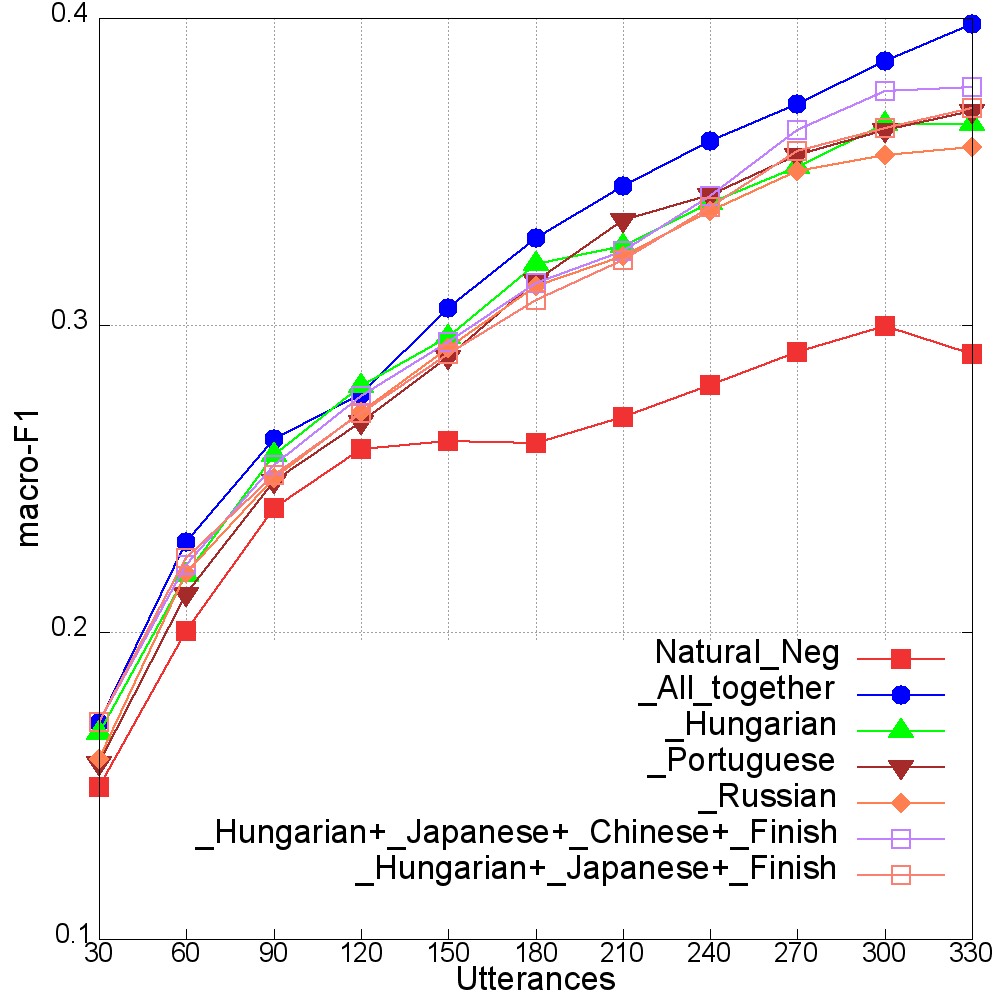 0.4
0.3
0.2
0.1
macro-F1
Natural_Neg
_All_together
_Hungarian
_Portuguese
_Russian
_Hungarian+_Japanese+_Chinese+_Finish
_Hungarian+_Japanese+_Finish
30 60 90 120 150 180 210 240 270 300 330
Utterances